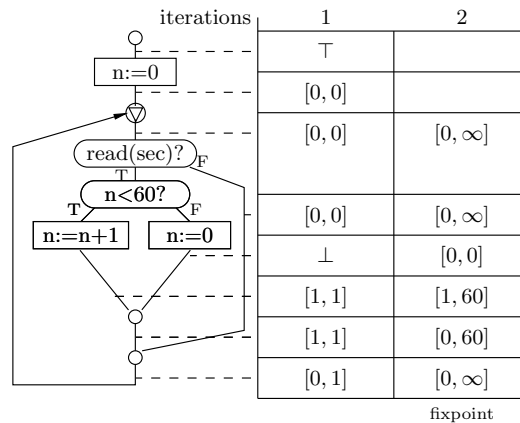 iterations 1 2
⊤
n:=0
[0, 0]
[0, 0] [0, ∞]
read(sec)? F
T
n<60?
T F
[0, 0] [0, ∞]
n:=n+1 n:=0
⊥ [0, 0]
[1, 1] [1, 60]
[1, 1] [0, 60]
[0, 1] [0, ∞]
fixpoint